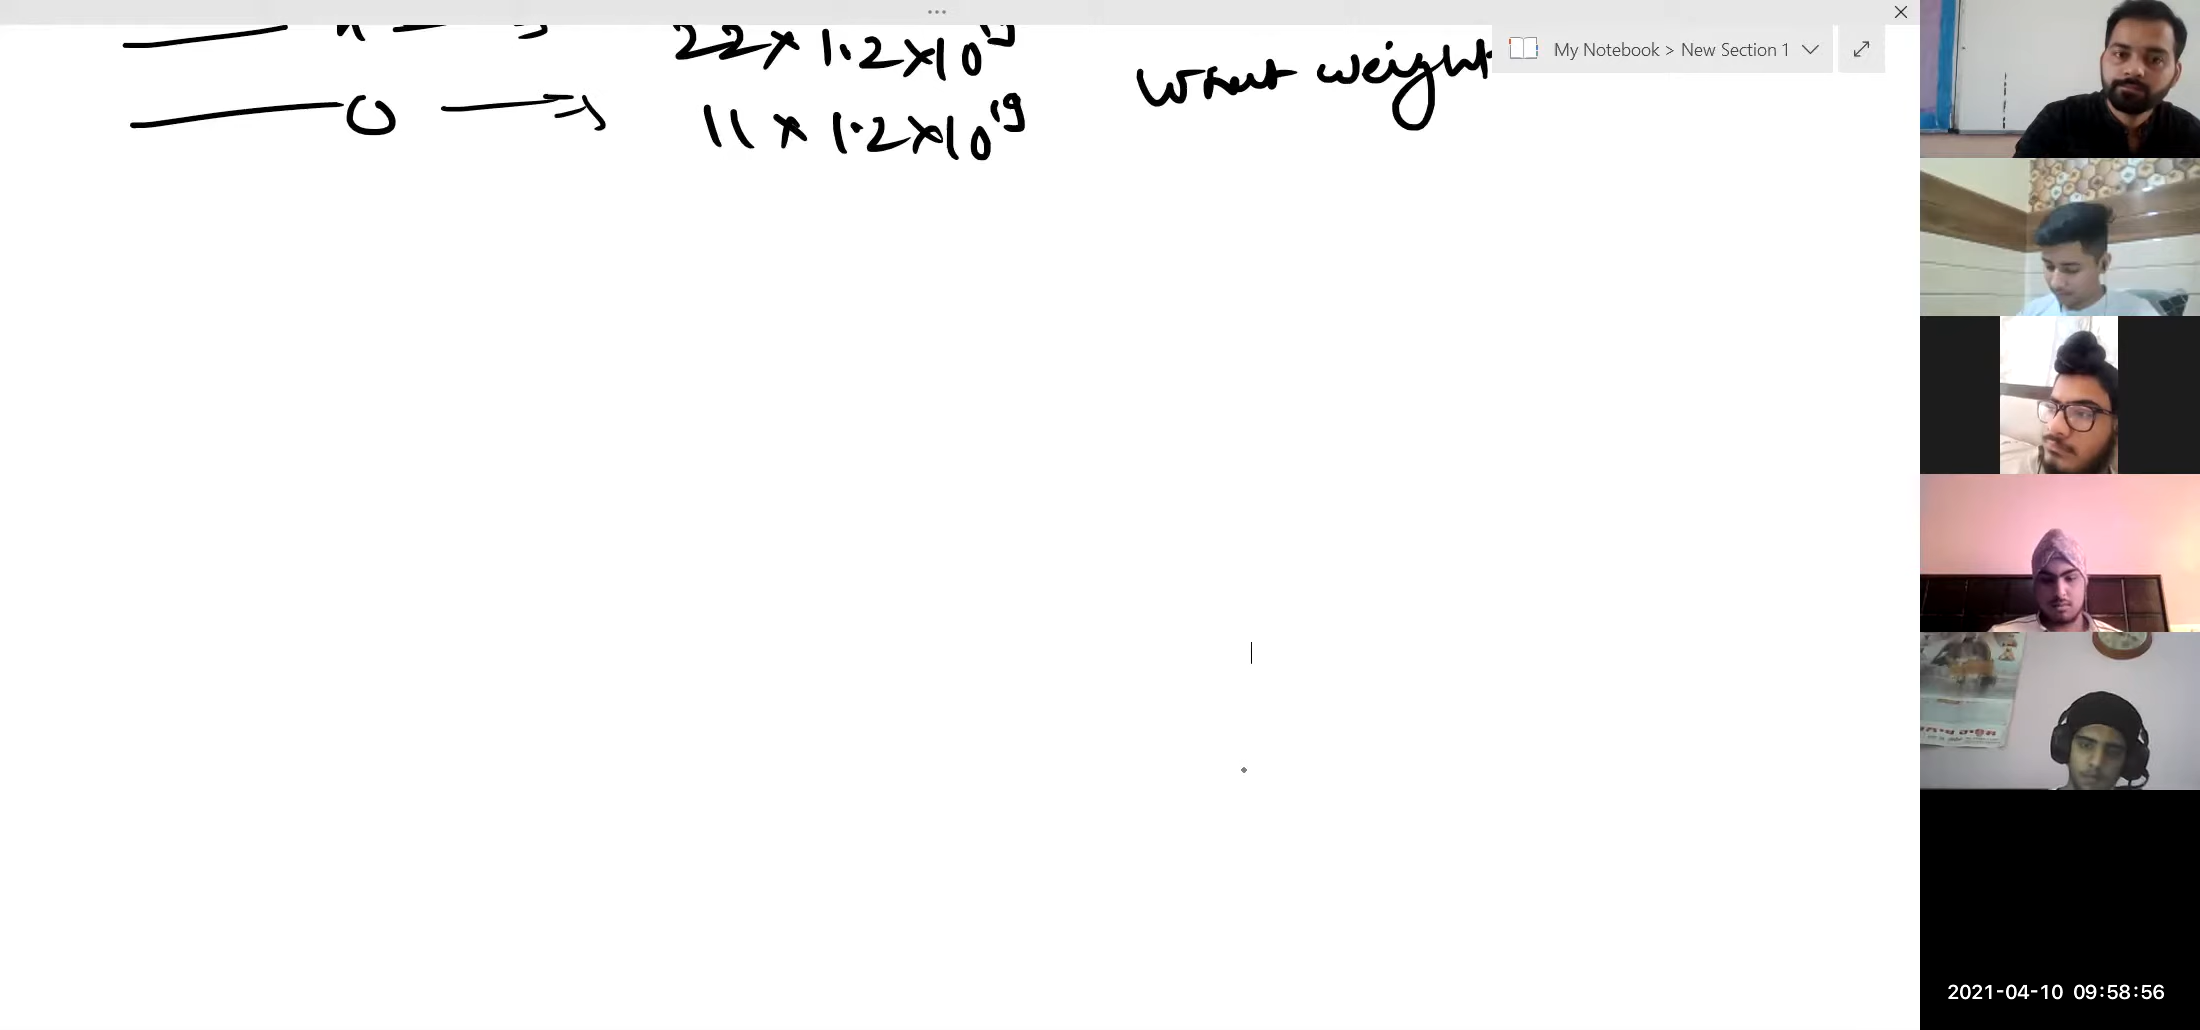 22 × 1.2 × 10¹⁹
What weight
My Notebook > New Section 1
O → 11 × 1.2 × 10¹⁹
2021-04-10 09:58:56